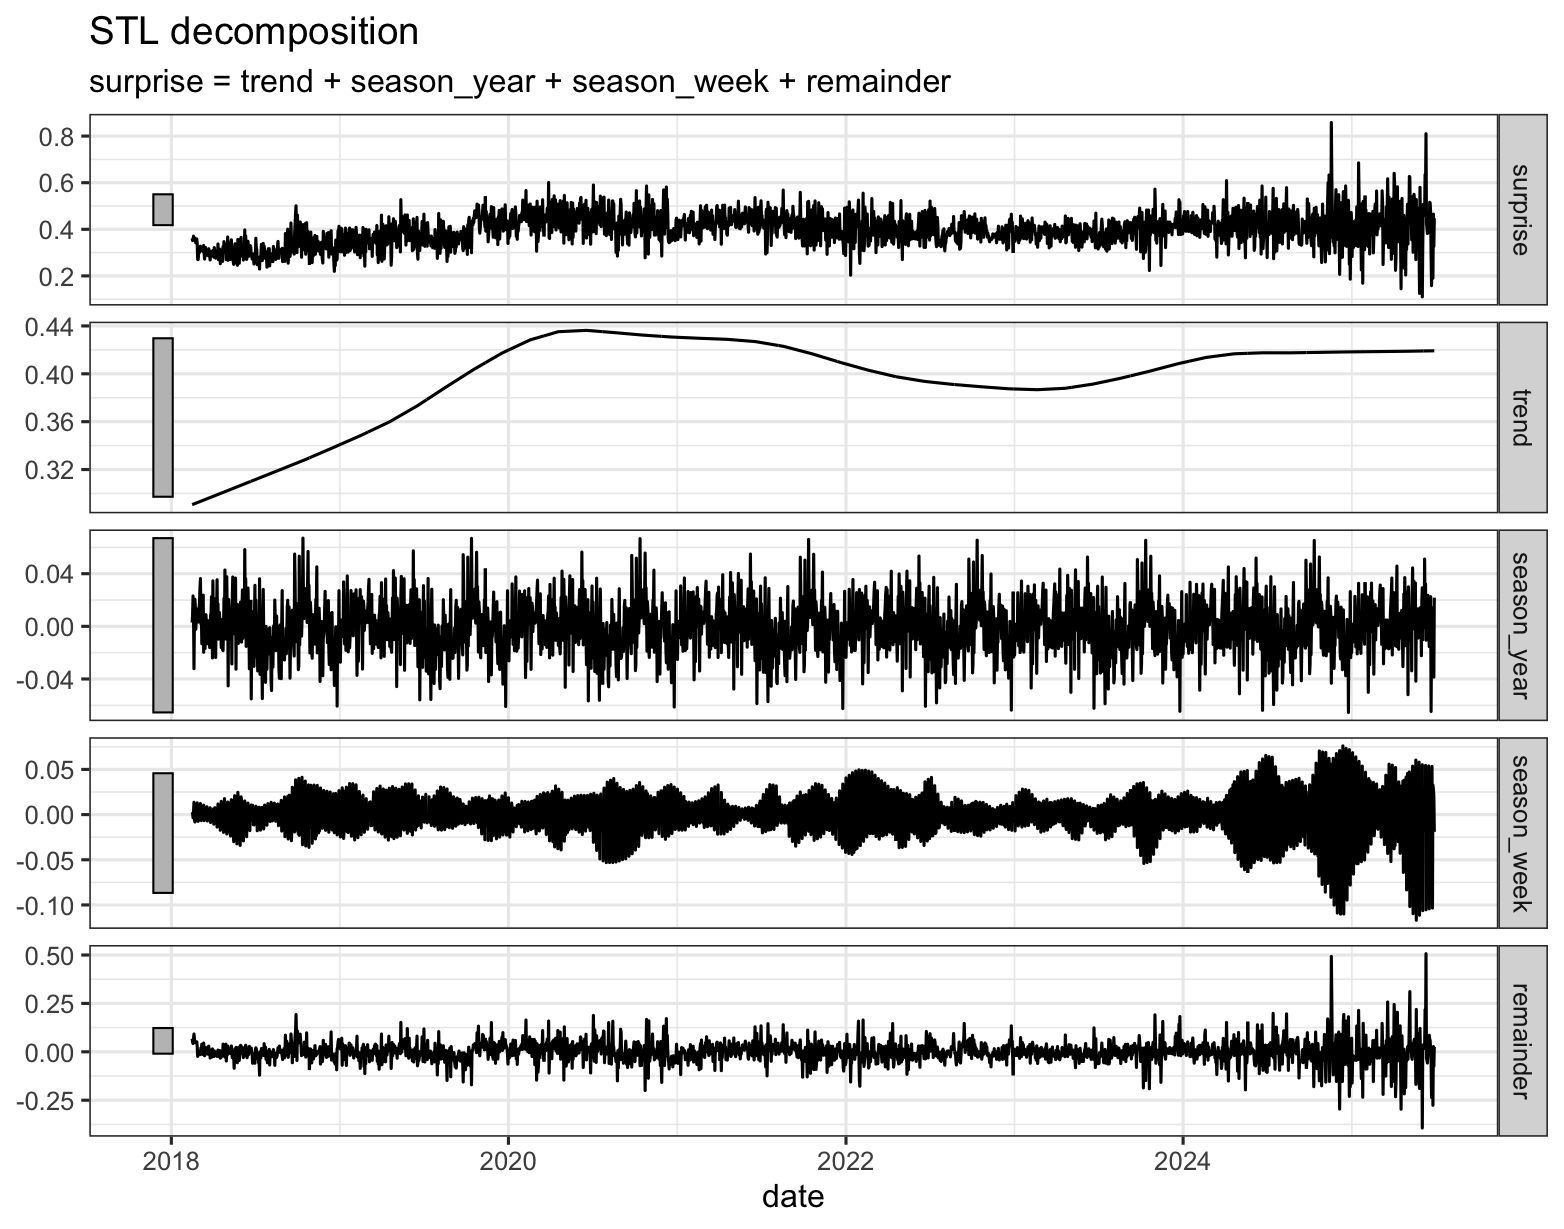 STL decomposition
surprise = trend + season_year + season_week + remainder
0.8
0.6
0.4
0.2
surprise
0.44
0.40
0.36
0.32
trend
0.04
0.00
-0.04
season_year
0.05
0.00
-0.05
-0.10
season_week
0.50
0.25
0.00
-0.25
remainder
2018 2020 2022 2024
date